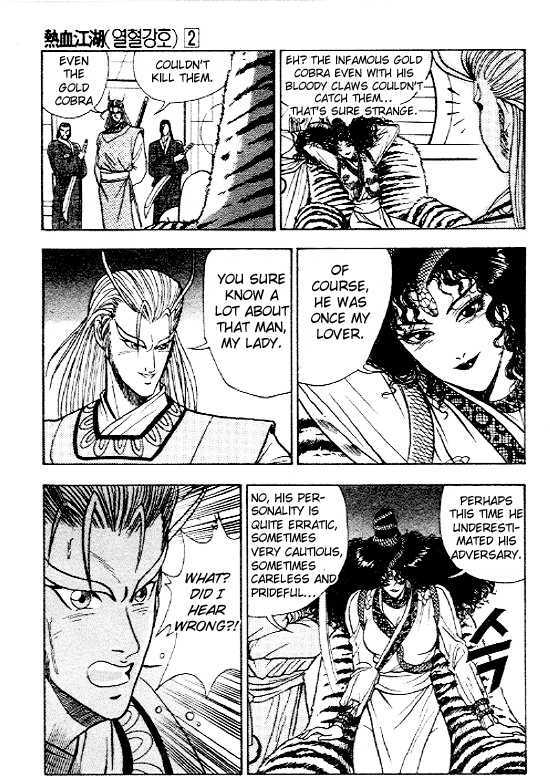 熱血江湖(열혈강호) 2
EVEN
THE
GOLD
COBRA
COULDN'T
KILL THEM.
EH? THE INFAMOUS GOLD
COBRA EVEN WITH HIS
BLOODY CLAWS COULDN'T
CATCH THEM...
THAT'S SURE STRANGE.
YOU SURE
KNOW A
LOT ABOUT
THAT MAN,
MY LADY.
OF
COURSE,
HE WAS
ONCE MY
LOVER.
WHAT?
DID I
HEAR
WRONG?!
NO, HIS PER-
SONALITY IS
QUITE ERRATIC,
SOMETIMES
VERY CAUTIOUS,
SOMETIMES
CARELESS AND
PRIDEFUL...
PERHAPS
THIS TIME HE
UNDERESTI-
MATED HIS
ADVERSARY.